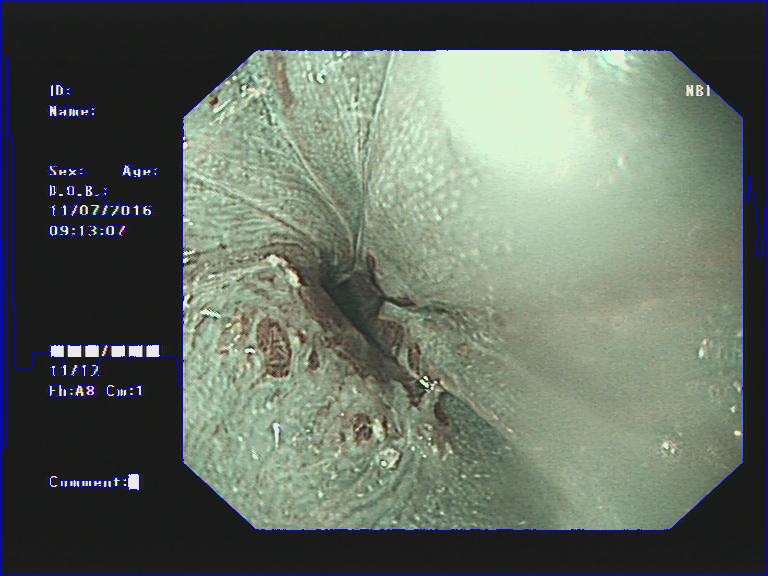 ID:
NBI
Name:
Sex: Age:
D.O.B.:
11/07/2016
09:13:07
■■■/■■■
11/12
Eh:A8 Cm:1
Comment: